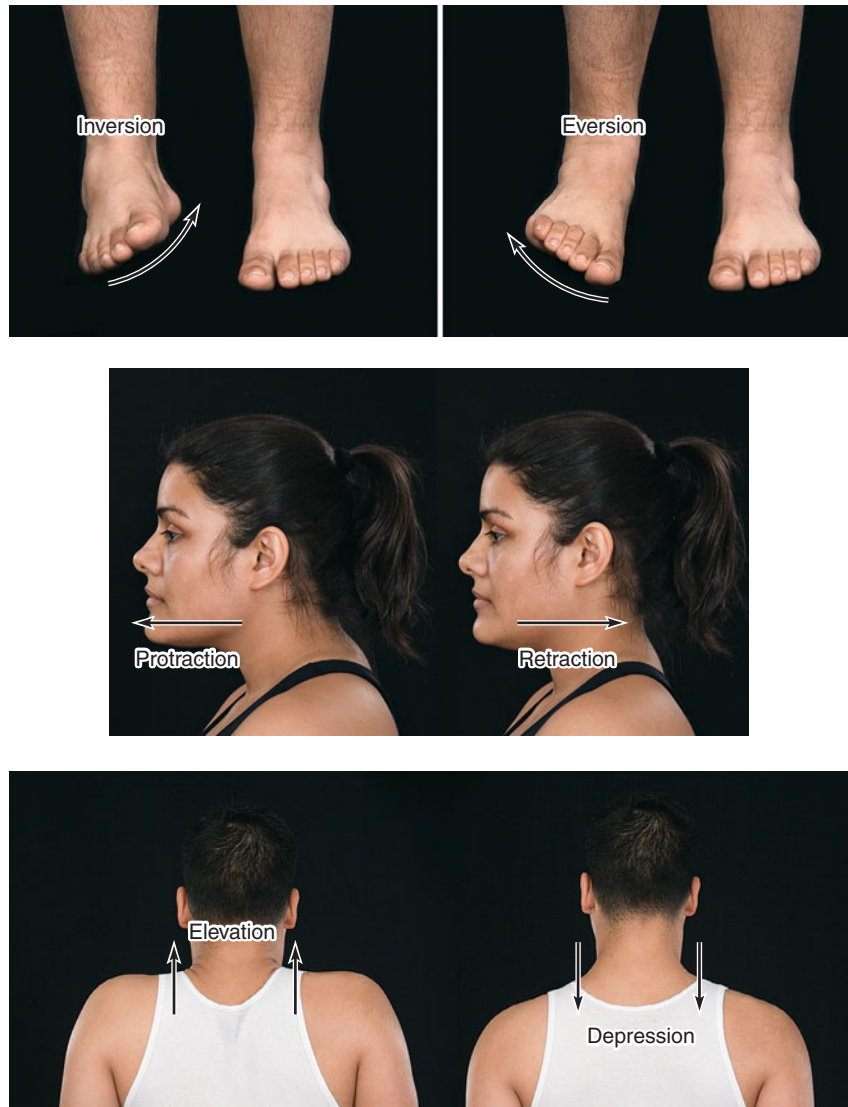 Inversion
Eversion
Protraction
Retraction
Elevation
Depression